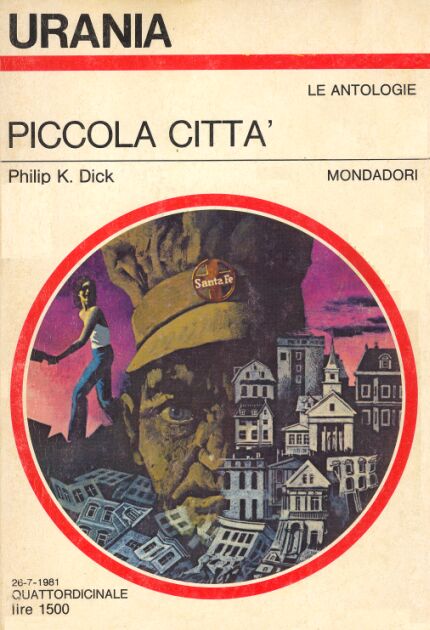 URANIA
LE ANTOLOGIE
PICCOLA CITTA'
Philip K. Dick
MONDADORI
Santa Fe
26-7-1981
QUATTORDICINALE
lire 1500